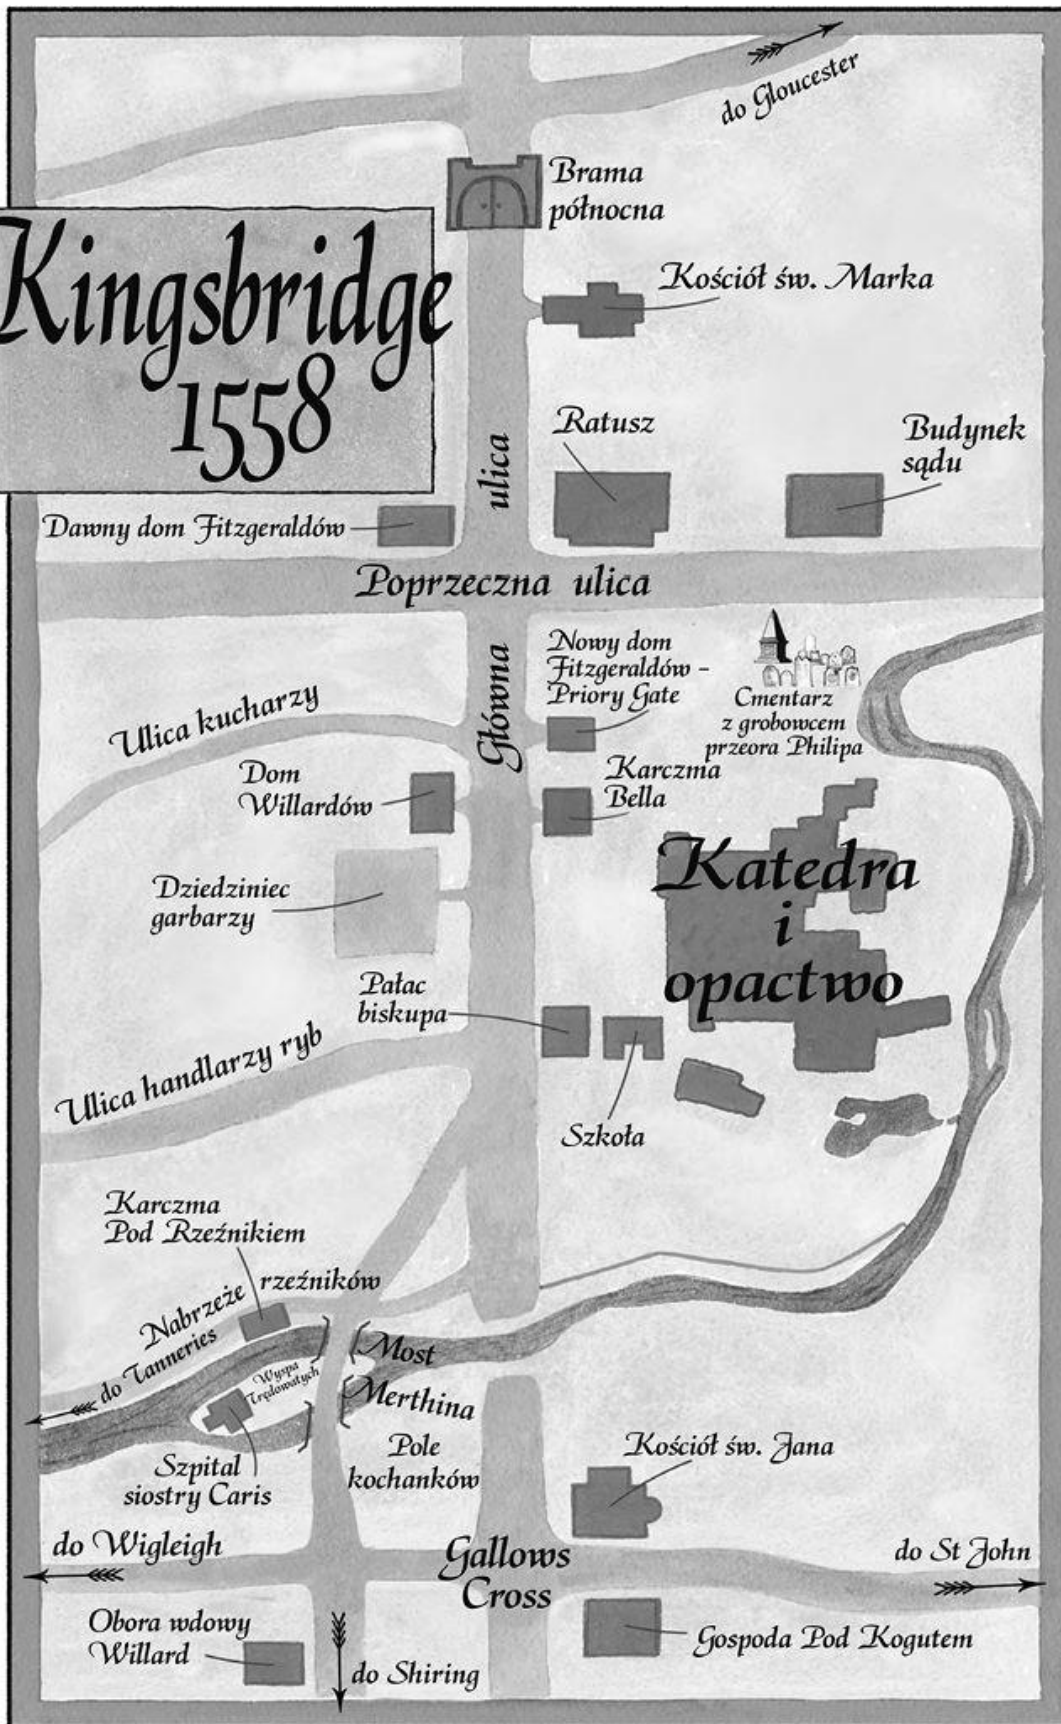 do Gloucester
Brama
północna
Kingsbridge
1558
Kościół św. Marka
Ratusz
Budynek
sądu
ulica
Dawny dom Fitzgeraldów
Poprzeczna ulica
Nowy dom
Fitzgeraldów -
Priory Gate
Główna
Cmentarz
z grobowcem
przeora Philipa
Ulica kucharzy
Dom
Willardów
Karczma
Bella
Katedra
i
opactwo
Dziedziniec
garbarzy
Pałac
biskupa
Ulica handlarzy ryb
Szkoła
Karczma
Pod Rzeźnikiem
Nabrzeże rzeźników
do Tanneries
Wyspa
Trędowatych
Most
Merthina
Szpital
siostry Caris
Pole
kochanków
Kościół św. Jana
do Wigleigh
Gallows
Cross
do St John
Obora wdowy
Willard
do Shiring
Gospoda Pod Kogutem